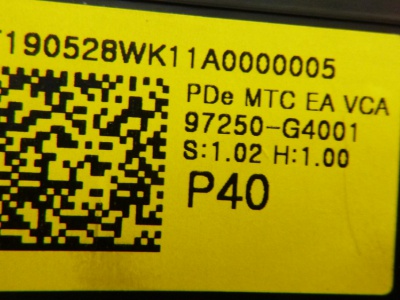 190528WK11A0000005
PDe MTC EA VCA
97250-G4001
S:1.02 H:1.00
P40